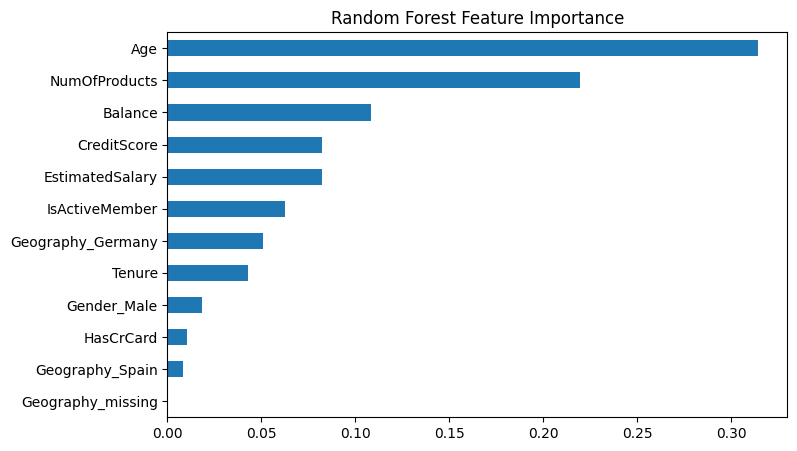 Random Forest Feature Importance
Age
NumOfProducts
Balance
CreditScore
EstimatedSalary
IsActiveMember
Geography_Germany
Tenure
Gender_Male
HasCrCard
Geography_Spain
Geography_missing
0.00 0.05 0.10 0.15 0.20 0.25 0.30